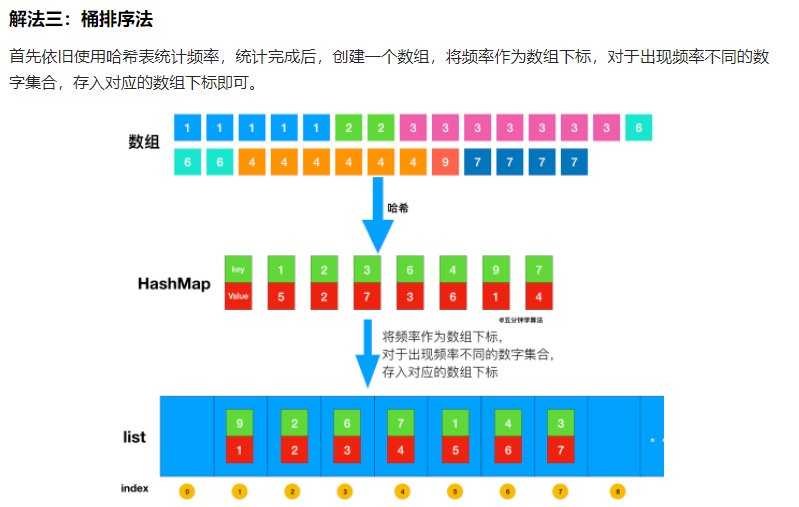 解法三：桶排序法
首先依旧使用哈希表统计频率，统计完成后，创建一个数组，将频率作为数组下标，对于出现频率不同的数
字集合，存入对应的数组下标即可。
数组
1 1 1 1 1 2 2 3 3 3 3 3 3 3 6
6 6 4 4 4 4 4 4 9 7 7 7 7
哈希
HashMap
key 1 2 3 6 4 9 7
Value 5 2 7 3 6 1 4
@五分钟学算法
将频率作为数组下标，
对于出现频率不同的数字集合，
存入对应的数组下标
list
9 2 6 7 1 4 3
1 2 3 4 5 6 7
index 0 1 2 3 4 5 6 7 8